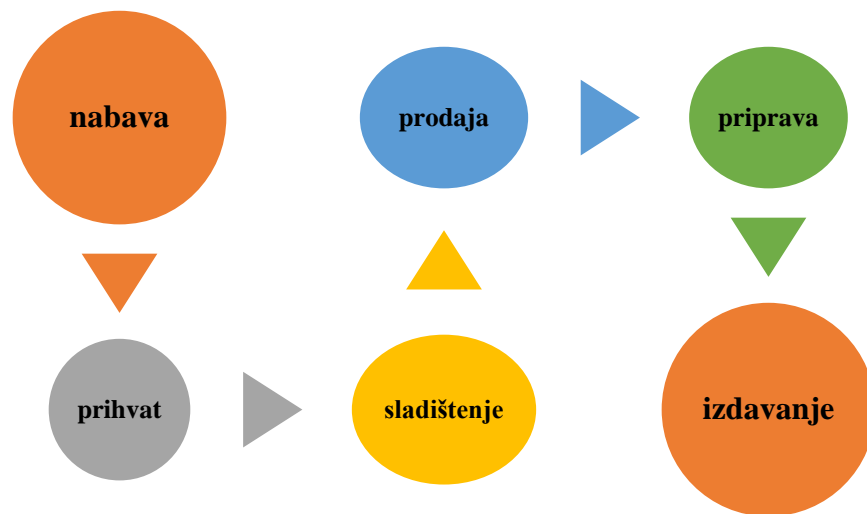 nabava
prihvat
sladištenje
prodaja
priprava
izdavanje